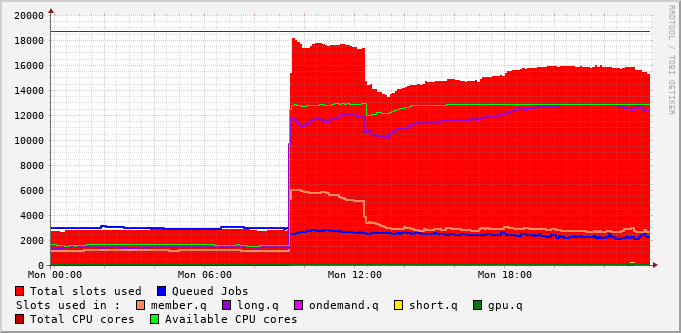 RRDTOOL / TOBI OETIKER
20000
18000
16000
14000
12000
10000
8000
6000
4000
2000
0
Mon 00:00 Mon 06:00 Mon 12:00 Mon 18:00
Total slots used Queued Jobs
Slots used in : member.q long.q ondemand.q short.q gpu.q
Total CPU cores Available CPU cores